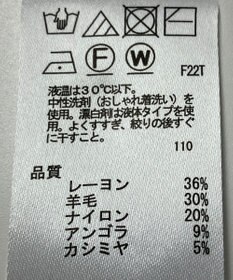 F
W
F22T
液温は30℃以下。
中性洗剤(おしゃれ着洗い)を
使用。漂白剤は液体タイプを使
用。よくすすぎ、絞りの後すぐ
に干すこと。
110
品質
レーヨン 36%
羊毛 30%
ナイロン 20%
アンゴラ 9%
カシミヤ 5%